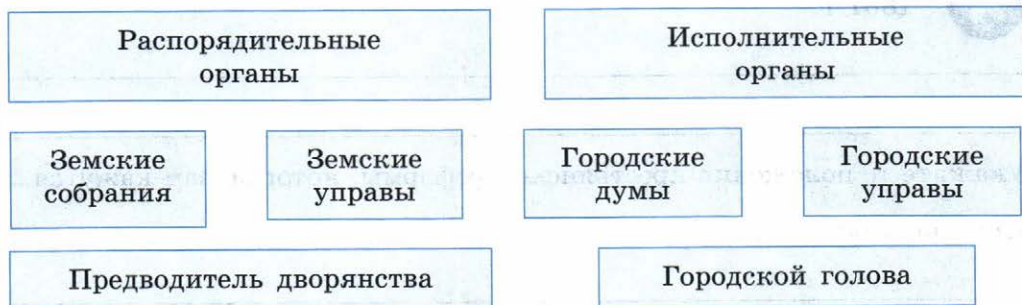 Распорядительные
органы
Исполнительные
органы
Земские
собрания
Земские
управы
Городские
думы
Городские
управы
Предводитель дворянства
Городской голова